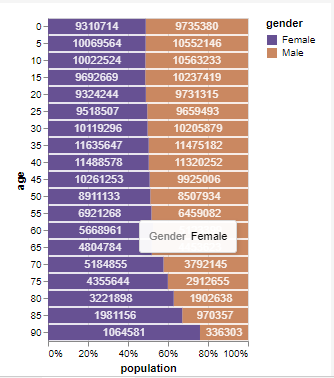 gender
Female
Male
0 9310714 9735380
5 10069564 10552146
10 10022524 10563233
15 9692669 10237419
20 9324244 9731315
25 9518507 9659493
30 10119296 10205879
35 11635647 11475182
40 11488578 11320252
45 10261253 9925006
50 8911133 8507934
55 6921268 6459082
60 5668961
Gender Female
65 4804784
70 5184855 3792145
75 4355644 2912655
80 3221898 1902638
85 1981156 970357
90 1064581 336303
age
0% 20% 40% 60% 80% 100%
population